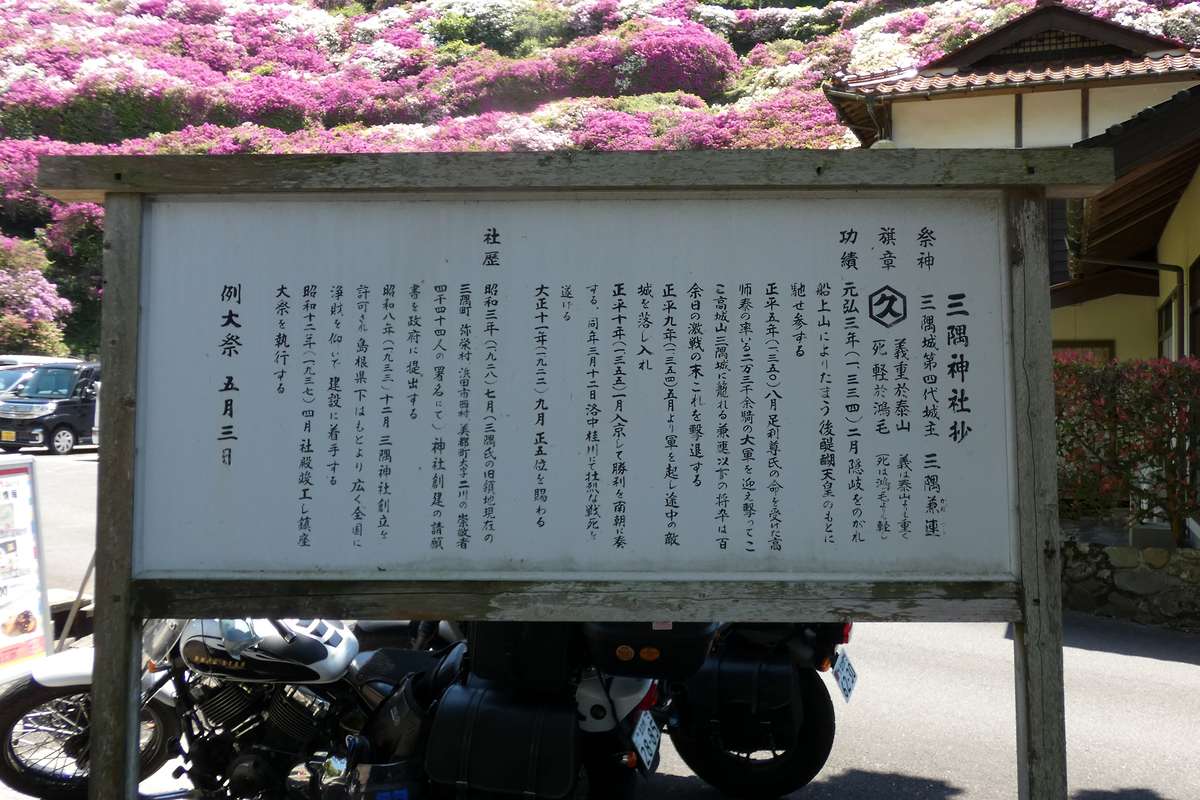 三隅神社抄
祭神 三隅城第四代城主 三隅兼連
かね つら
旗章 久 義重於泰山 義は泰山よりも重く
死軽於鴻毛 死は鴻毛より軽し
功績 元弘三年(一三三四)二月隠岐をのがれ
船上山によりたまう後醍醐天皇のもとに
馳せ参ずる
正平五年(一三五〇)八月足利尊氏の命を受けた高
師泰の率いる二万三千余騎の大軍を迎え撃ってこ
こ高城山三隅城に籠れる兼連以下の将卒は百
余日の激戦の末これを撃退する
正平九年(一三五四)五月より軍を起し途中の敵
城を落し入れ
正平十年(一三五五)一月入京して勝利を南朝に奏
する、同年三月十二日洛中桂川にて壮烈な戦死を
遂げる
大正十一年(一九二二)九月 正五位を賜わる
社歴
昭和三年(一九二八)七月三隅氏の旧領地現在の
三隅町 弥栄村 浜田市西村 美都町大字二川の崇敬者
四千四十四人の署名にて 神社創建の請願
書を政府に提出する
昭和八年(一九三三)十二月 三隅神社創立を
許可され 島根県下はもとより 広く全国に
浄財を仰いで 建設に着手する
昭和十二年(一九三七)四月社殿竣工し鎮座
大祭を執行する
例大祭 五月三日